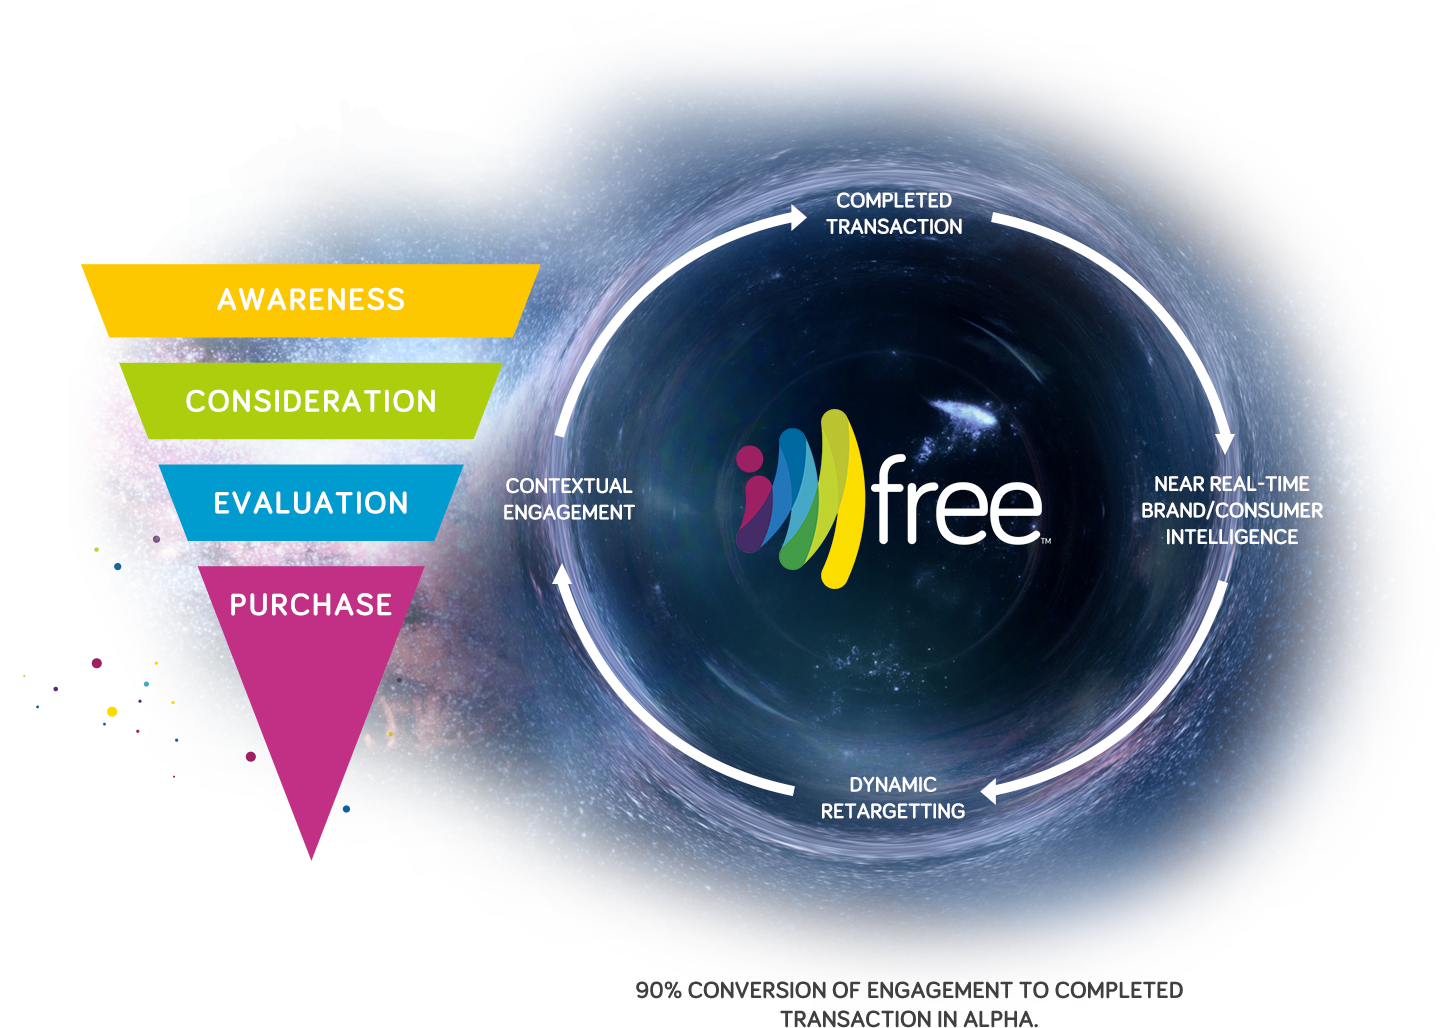 AWARENESS
CONSIDERATION
EVALUATION
PURCHASE
COMPLETED
TRANSACTION
CONTEXTUAL
ENGAGEMENT
imfree™
NEAR REAL-TIME
BRAND/CONSUMER
INTELLIGENCE
DYNAMIC
RETARGETTING
90% CONVERSION OF ENGAGEMENT TO COMPLETED
TRANSACTION IN ALPHA.